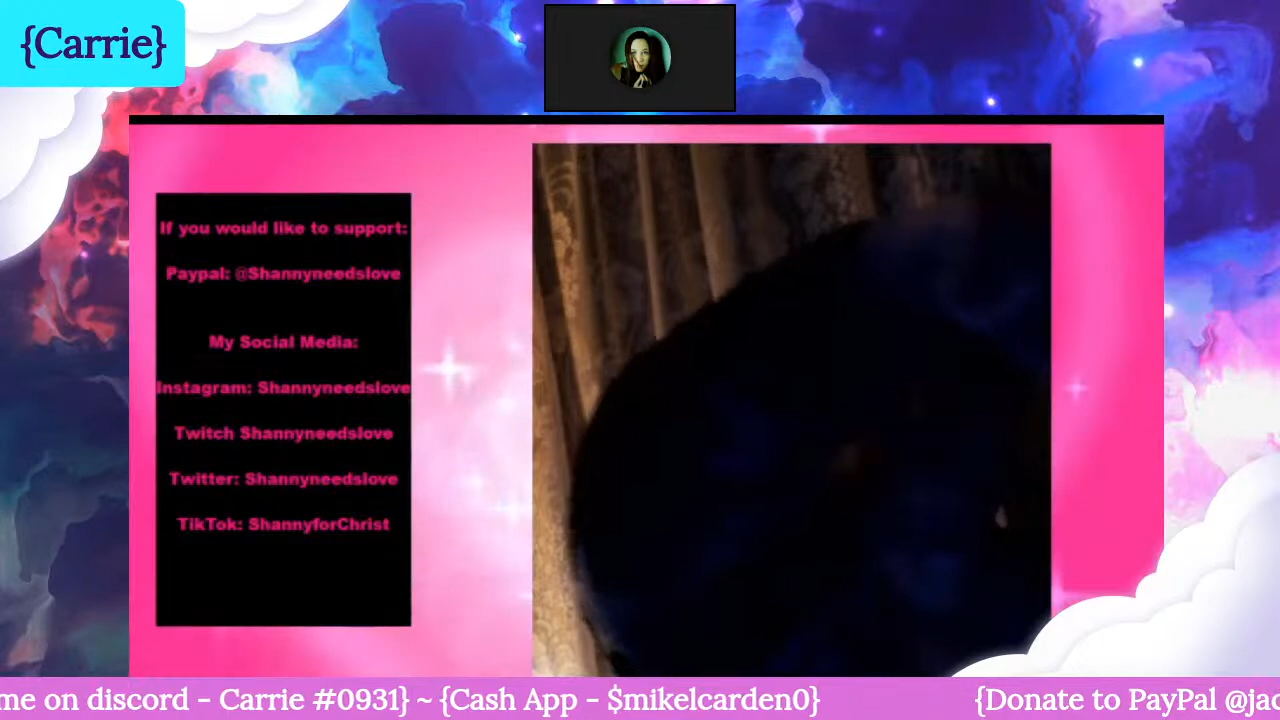 {Carrie}
If you would like to support:
Paypal: @Shannyneedslove
My Social Media:
Instagram: Shannyneedslove
Twitch Shannyneedslove
Twitter: Shannyneedslove
TikTok: ShannyforChrist
me on discord - Carrie #0931} ~ {Cash App - $mikelcarden0} {Donate to PayPal @jac